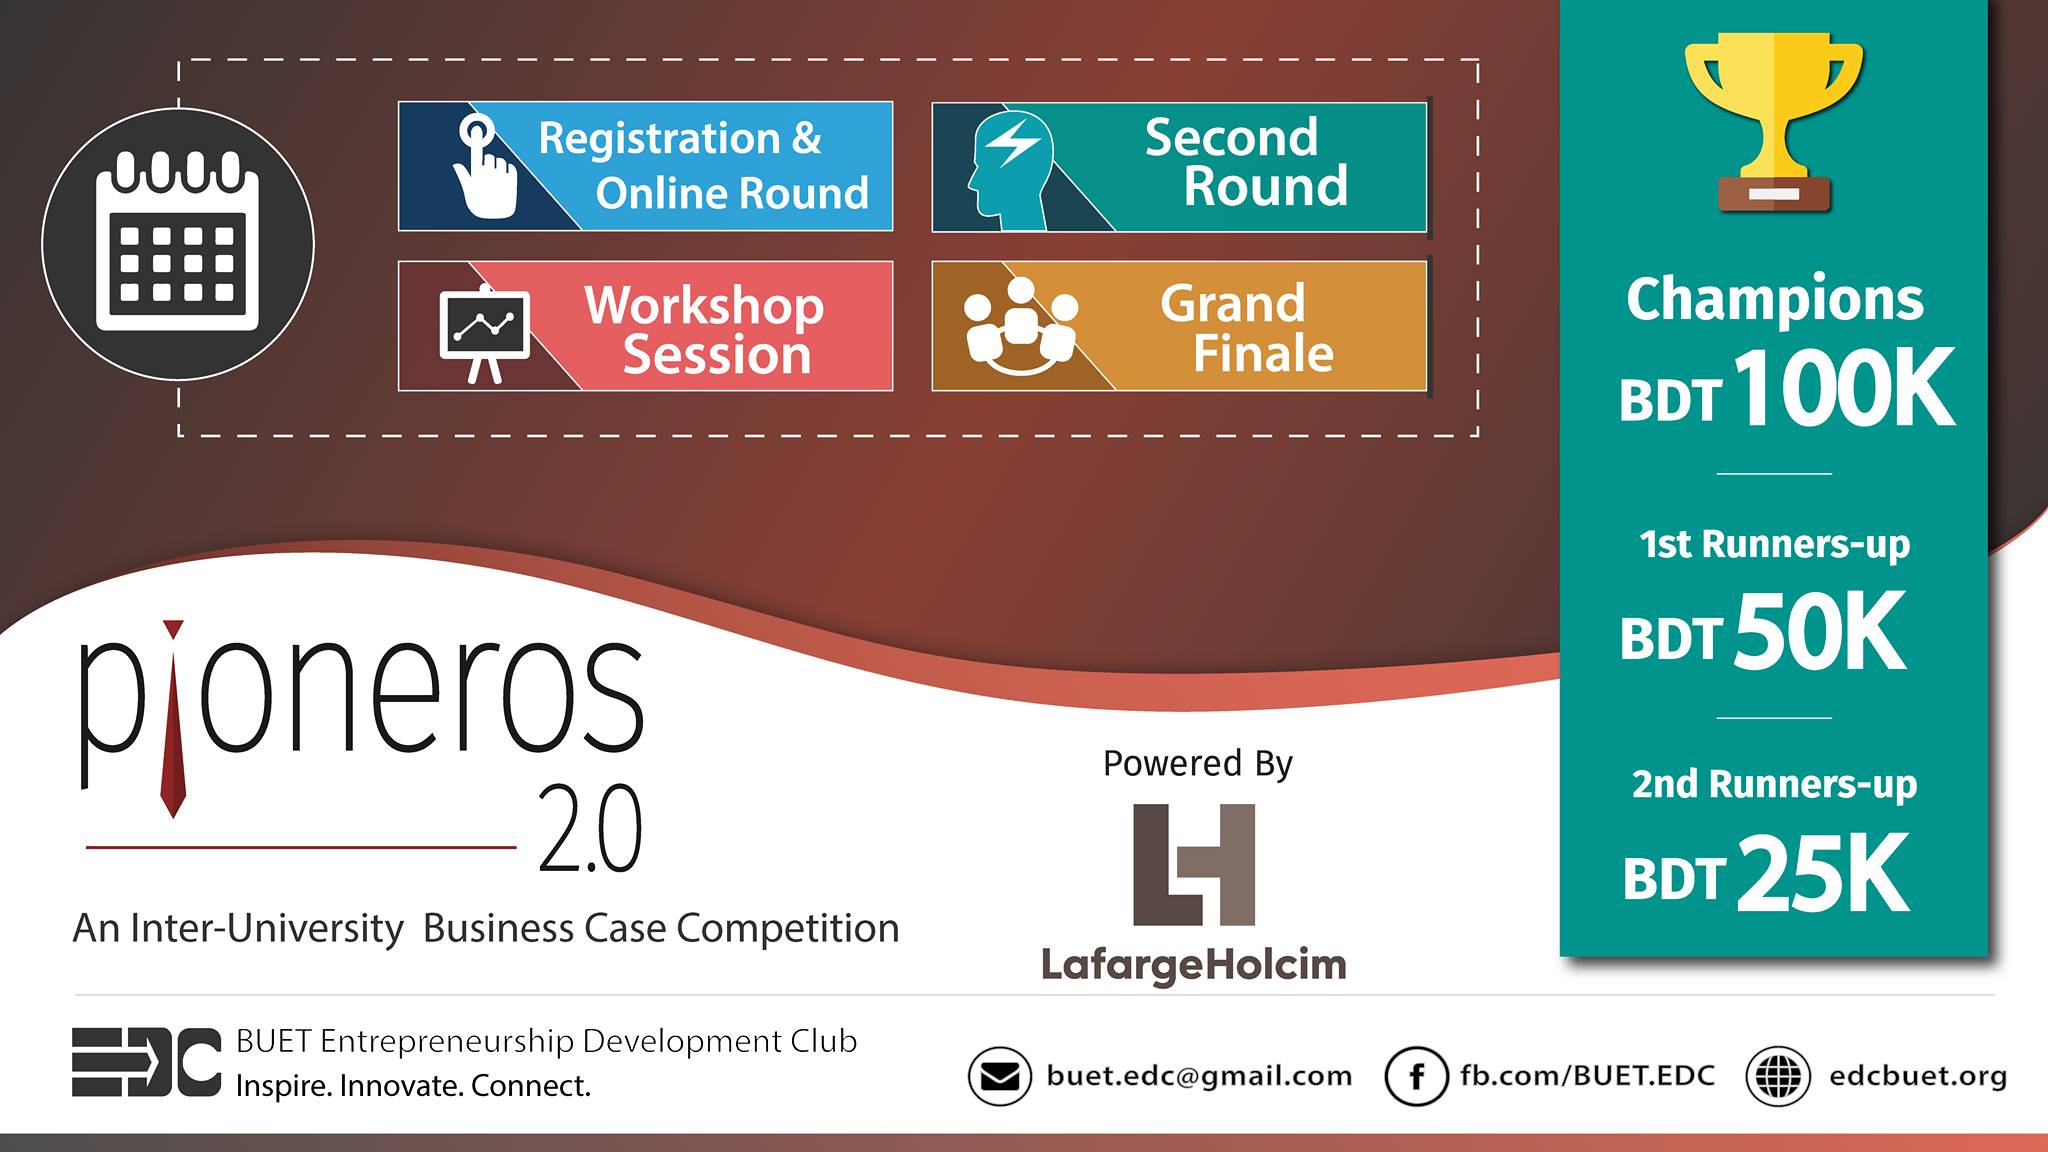 Registration &
Online Round
Second
Round
Workshop
Session
Grand
Finale
Champions
BDT 100K
1st Runners-up
BDT 50K
2nd Runners-up
BDT 25K
pioneros
2.0
An Inter-University Business Case Competition
Powered By
LH
LafargeHolcim
EDC
BUET Entrepreneurship Development Club
Inspire. Innovate. Connect.
buet.edc@gmail.com
fb.com/BUET.EDC
edcbuet.org